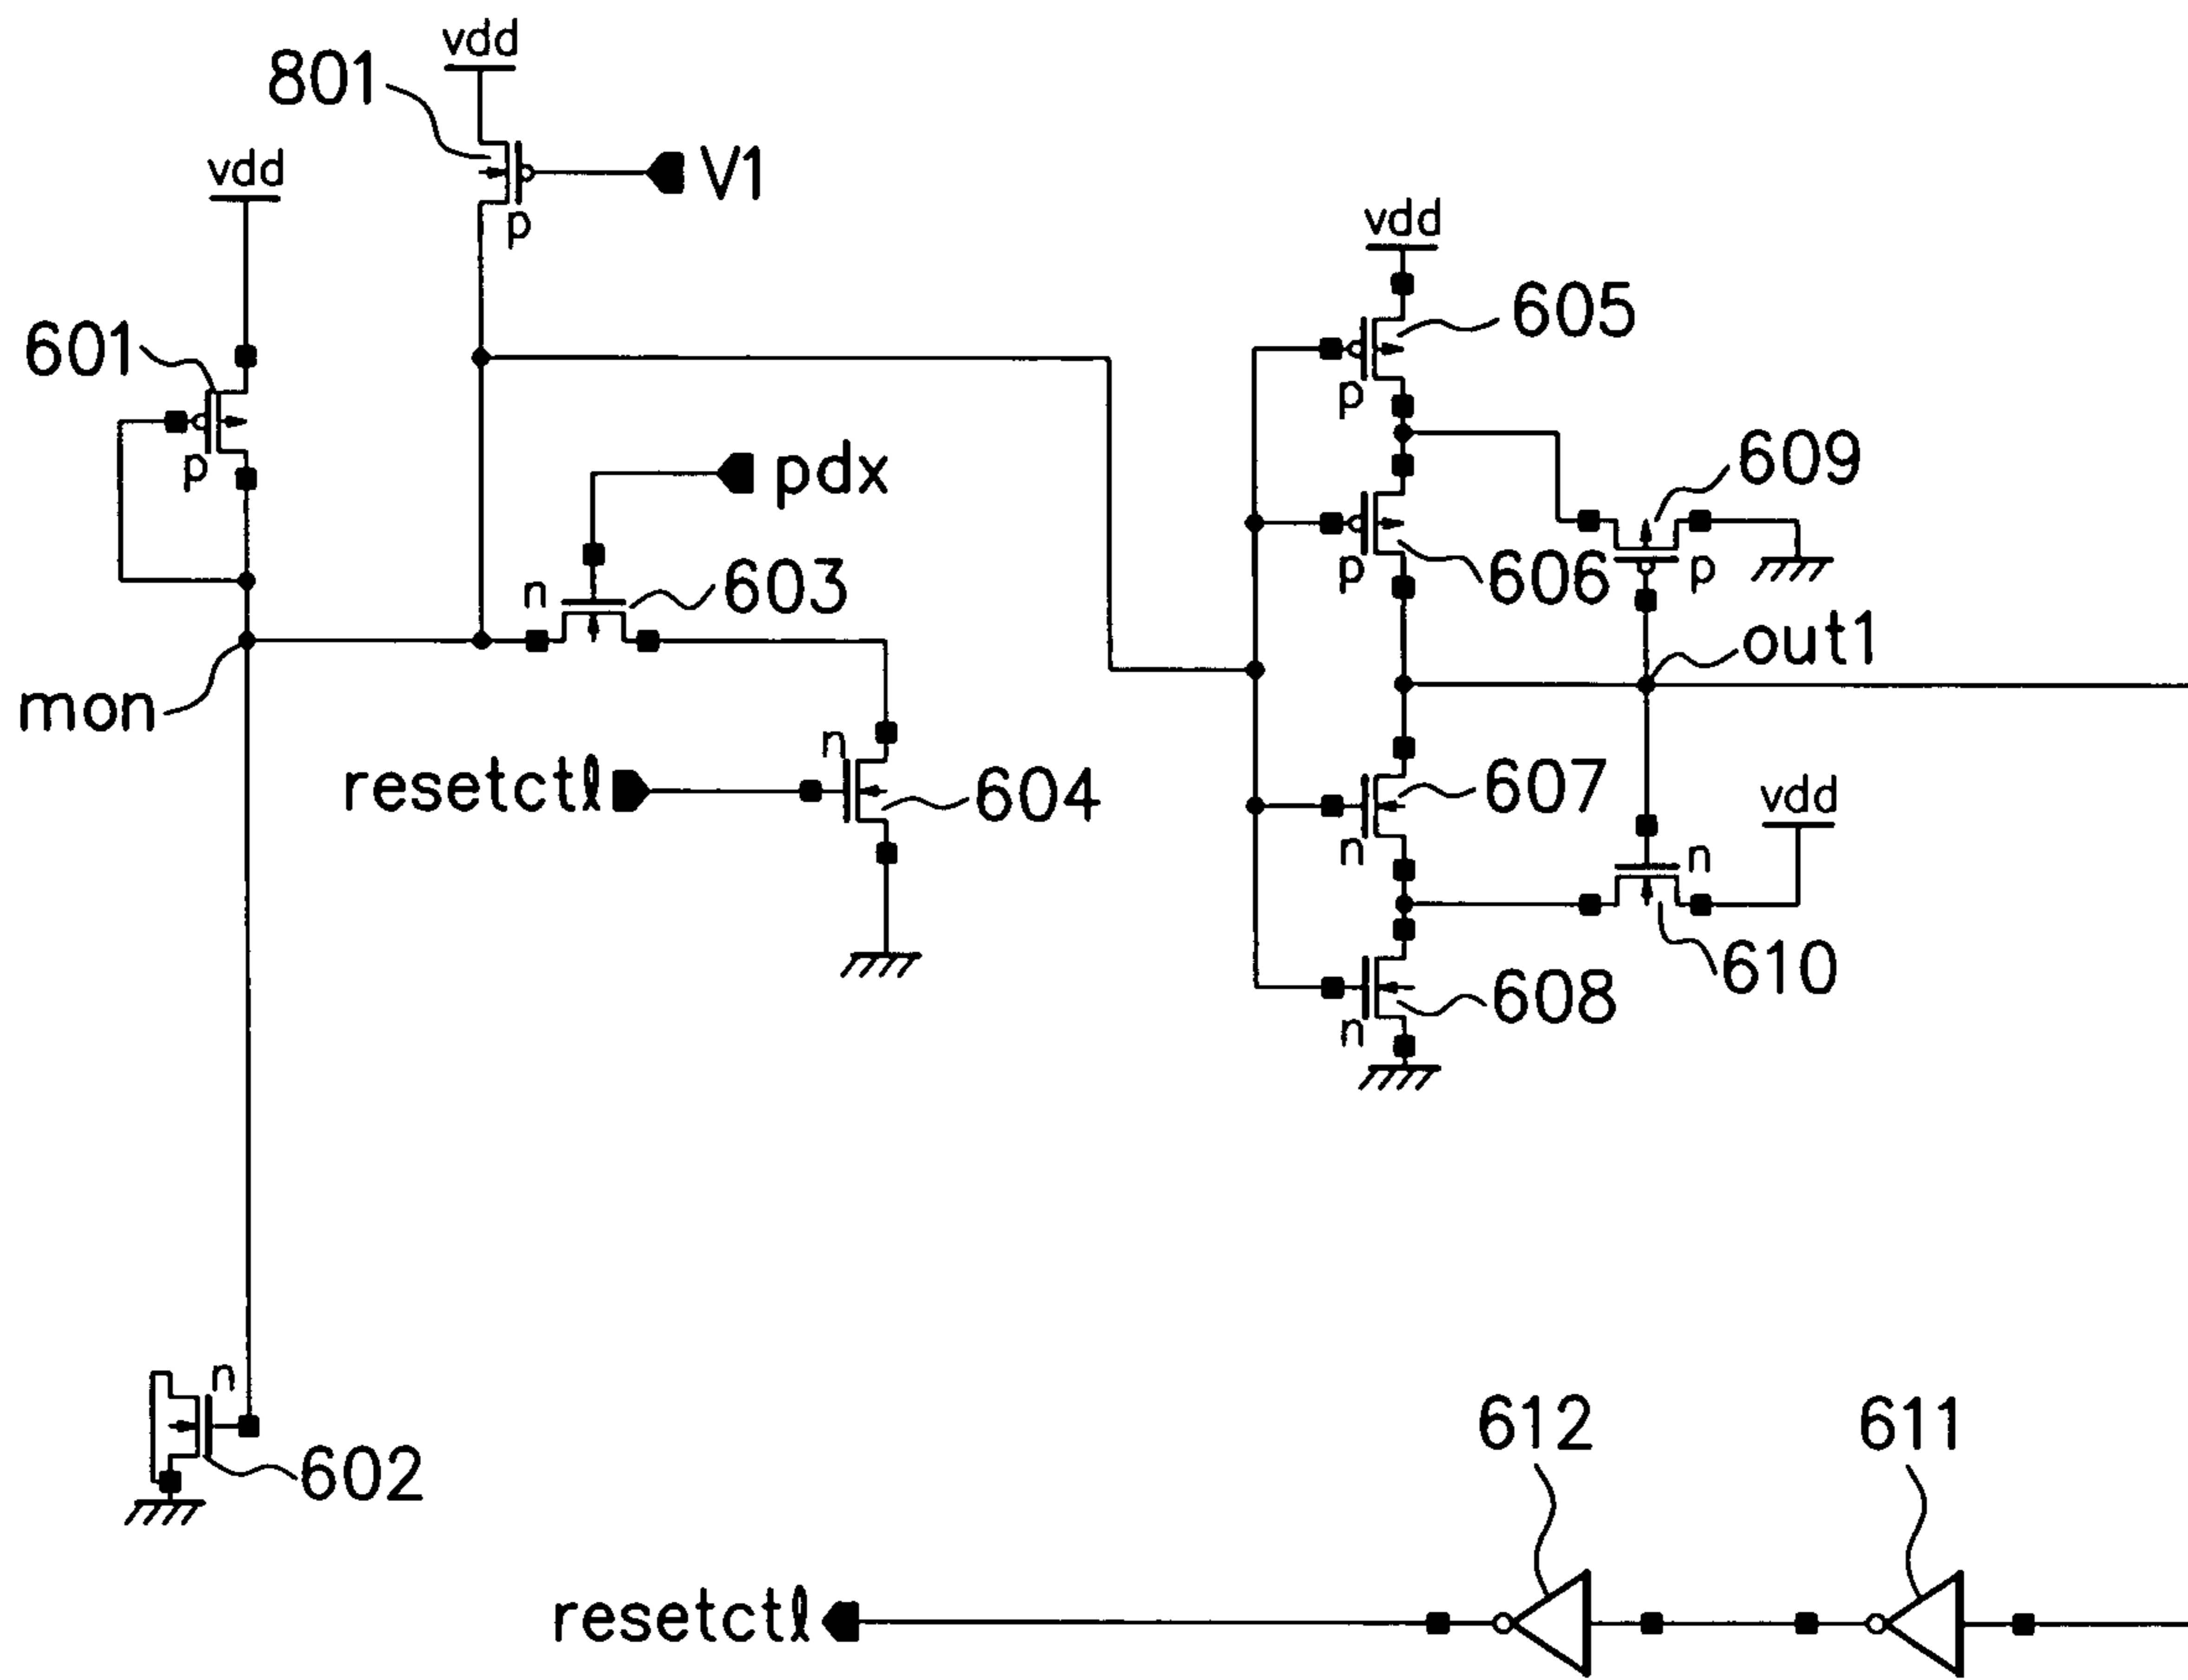 vdd
801
vdd
V1
p
vdd
605
601
p
p
pdx
609
606
p
p
n
603
out1
mon
n
resetctl
604
607
vdd
n
n
610
608
n
n
602
612
611
resetctl